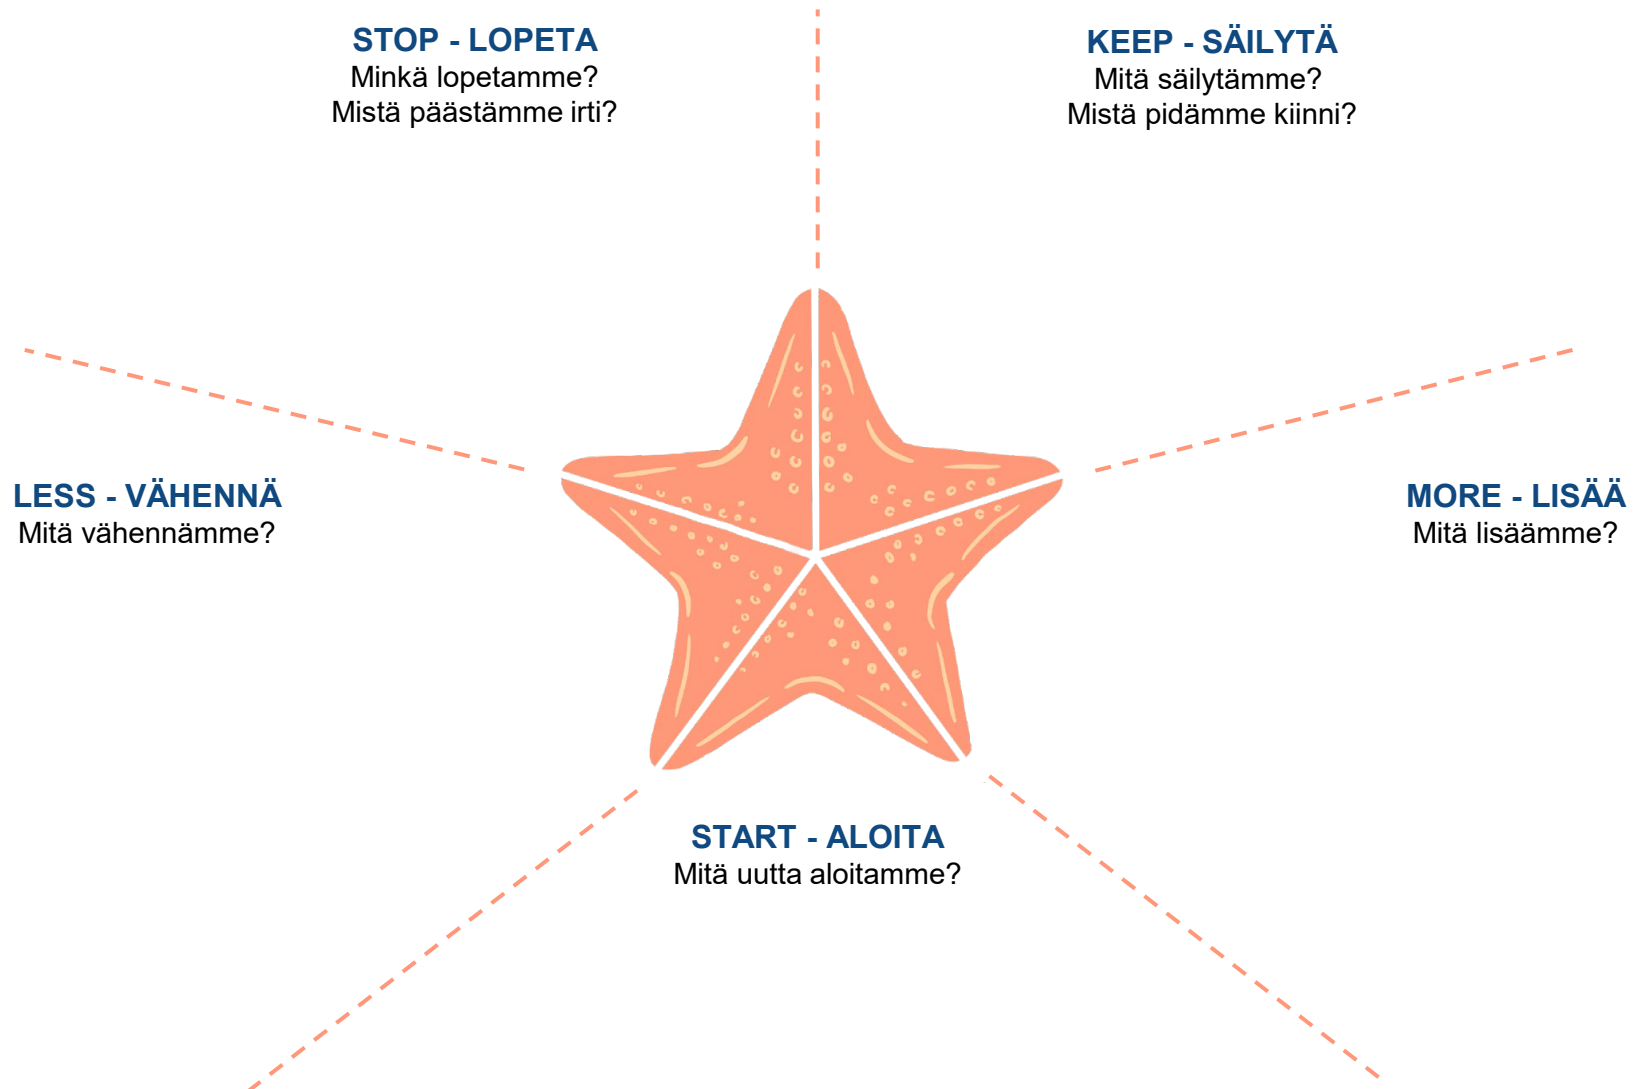 STOP - LOPETA
Minkä lopetamme?
Mistä päästämme irti?
KEEP - SÄILYTÄ
Mitä säilytämme?
Mistä pidämme kiinni?
LESS - VÄHENNÄ
Mitä vähennämme?
MORE - LISÄÄ
Mitä lisäämme?
START - ALOITA
Mitä uutta aloitamme?